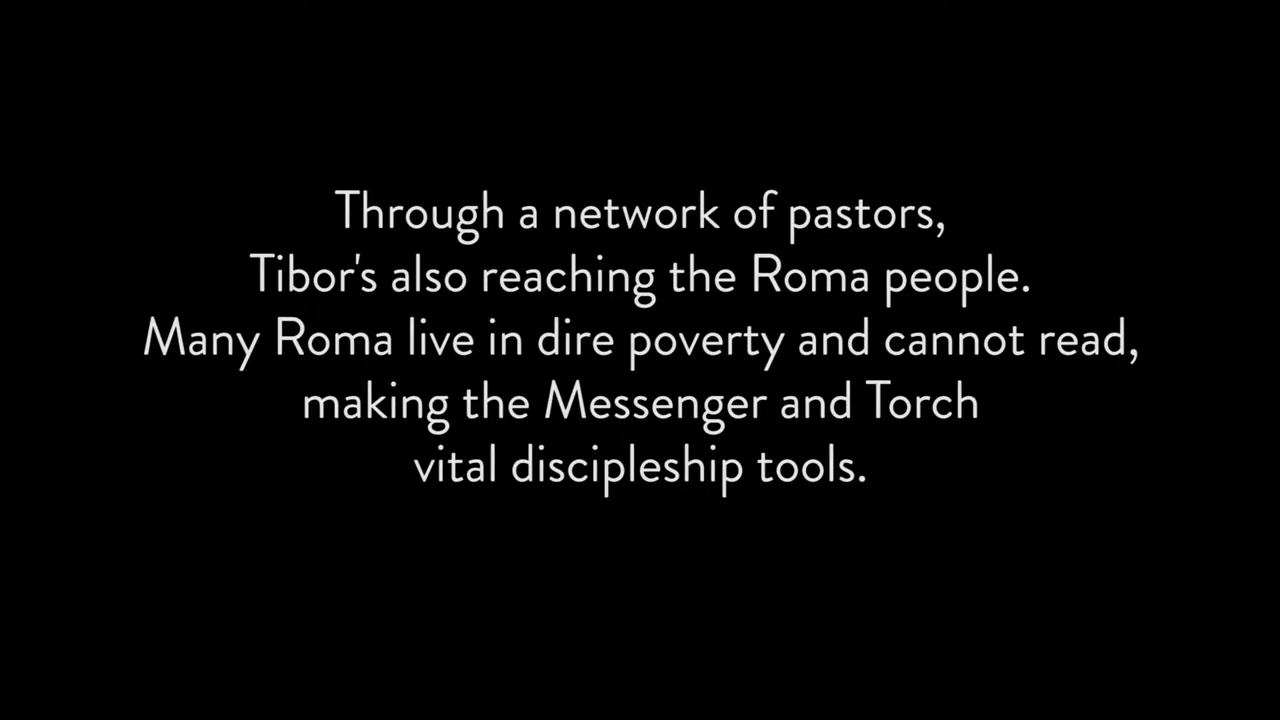 Through a network of pastors,
Tibor's also reaching the Roma people.
Many Roma live in dire poverty and cannot read,
making the Messenger and Torch
vital discipleship tools.